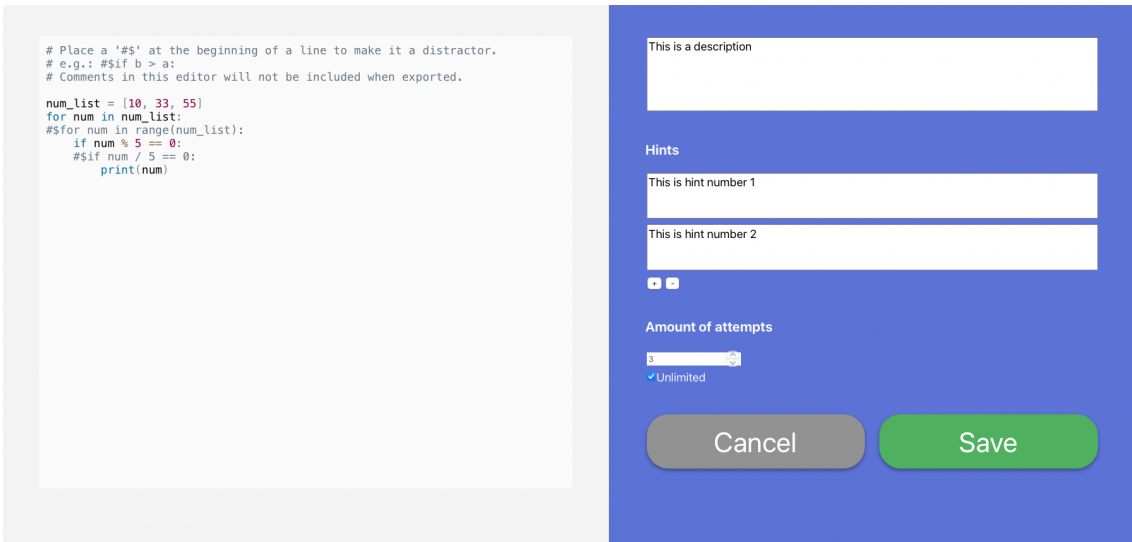 # Place a '#$' at the beginning of a line to make it a distractor.
# e.g.: #$if b > a:
# Comments in this editor will not be included when exported.
num_list = [10, 33, 55]
for num in num_list:
#$for num in range(num_list):
    if num % 5 == 0:
    #$if num / 5 == 0:
        print(num)
This is a description
Hints
This is hint number 1
This is hint number 2
+ -
Amount of attempts
3
Unlimited
Cancel Save